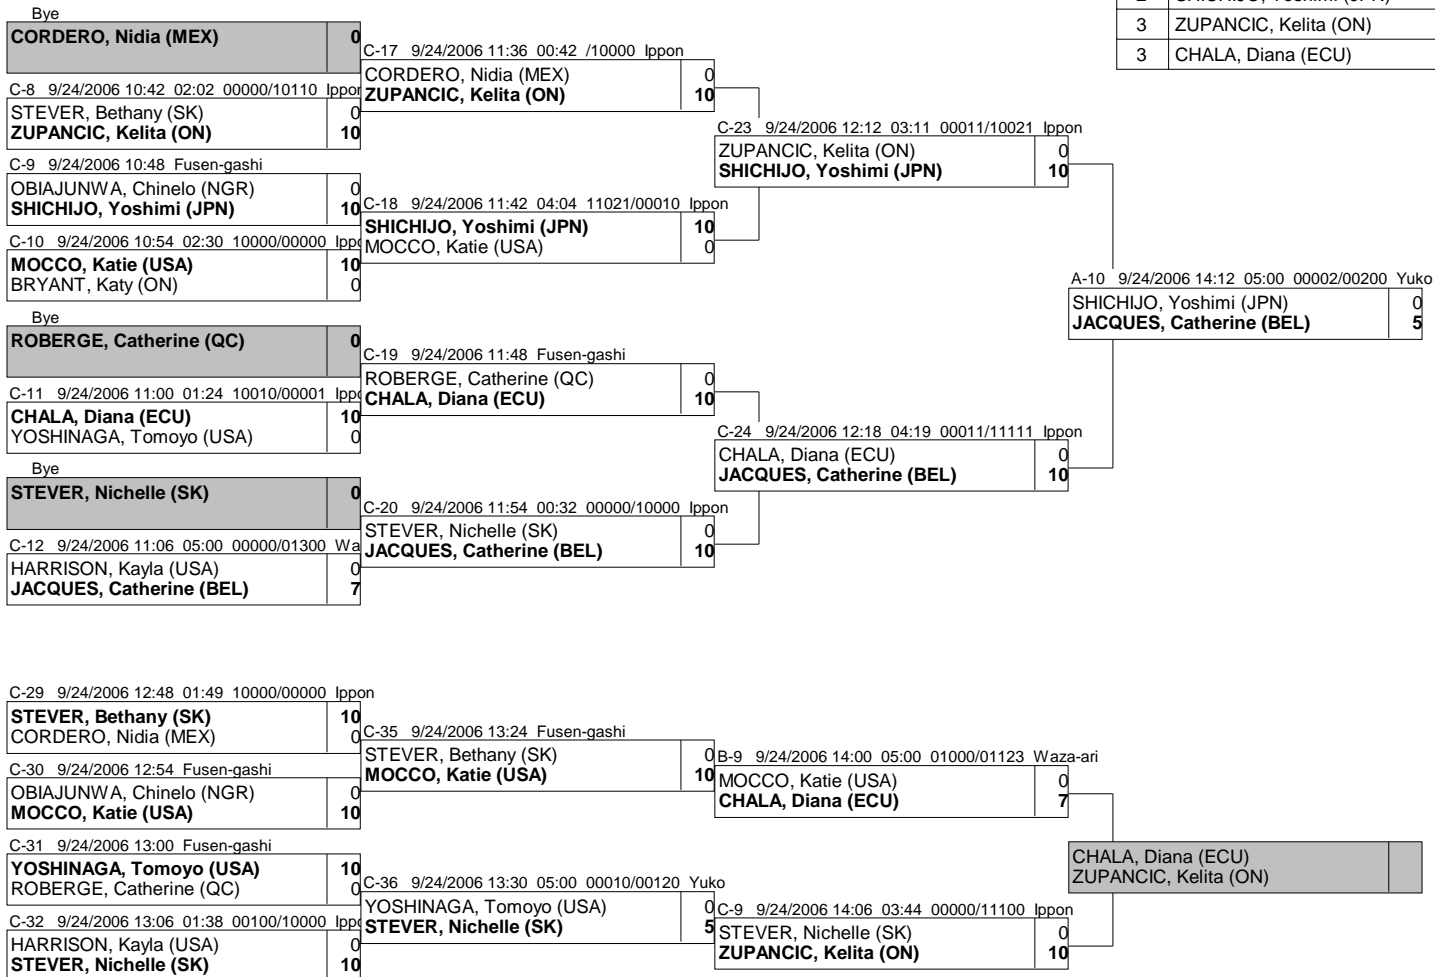 2 SHICHIJO, Yoshimi (JPN)
3 ZUPANCIC, Kelita (ON)
3 CHALA, Diana (ECU)
Bye
CORDERO, Nidia (MEX) 0
C-8 9/24/2006 10:42 02:02 00000/10110 Ippon
STEVER, Bethany (SK) 0
ZUPANCIC, Kelita (ON) 10
C-9 9/24/2006 10:48 Fusen-gashi
OBIAJUNWA, Chinelo (NGR) 0
SHICHIJO, Yoshimi (JPN) 10
C-10 9/24/2006 10:54 02:30 10000/00000 Ippo
MOCCO, Katie (USA) 10
BRYANT, Katy (ON) 0
Bye
ROBERGE, Catherine (QC) 0
C-11 9/24/2006 11:00 01:24 10010/00001 Ippo
CHALA, Diana (ECU) 10
YOSHINAGA, Tomoyo (USA) 0
Bye
STEVER, Nichelle (SK) 0
C-12 9/24/2006 11:06 05:00 00000/01300 Wa
HARRISON, Kayla (USA) 0
JACQUES, Catherine (BEL) 7
C-17 9/24/2006 11:36 00:42 /10000 Ippon
CORDERO, Nidia (MEX) 0
ZUPANCIC, Kelita (ON) 10
C-18 9/24/2006 11:42 04:04 11021/00010 Ippon
SHICHIJO, Yoshimi (JPN) 10
MOCCO, Katie (USA) 0
C-19 9/24/2006 11:48 Fusen-gashi
ROBERGE, Catherine (QC) 0
CHALA, Diana (ECU) 10
C-20 9/24/2006 11:54 00:32 00000/10000 Ippon
STEVER, Nichelle (SK) 0
JACQUES, Catherine (BEL) 10
C-23 9/24/2006 12:12 03:11 00011/10021 Ippon
ZUPANCIC, Kelita (ON) 0
SHICHIJO, Yoshimi (JPN) 10
C-24 9/24/2006 12:18 04:19 00011/11111 Ippon
CHALA, Diana (ECU) 0
JACQUES, Catherine (BEL) 10
A-10 9/24/2006 14:12 05:00 00002/00200 Yuko
SHICHIJO, Yoshimi (JPN) 0
JACQUES, Catherine (BEL) 5
C-29 9/24/2006 12:48 01:49 10000/00000 Ippon
STEVER, Bethany (SK) 10
CORDERO, Nidia (MEX) 0
C-30 9/24/2006 12:54 Fusen-gashi
OBIAJUNWA, Chinelo (NGR) 0
MOCCO, Katie (USA) 10
C-31 9/24/2006 13:00 Fusen-gashi
YOSHINAGA, Tomoyo (USA) 10
ROBERGE, Catherine (QC) 0
C-32 9/24/2006 13:06 01:38 00100/10000 Ippo
HARRISON, Kayla (USA) 0
STEVER, Nichelle (SK) 10
C-35 9/24/2006 13:24 Fusen-gashi
STEVER, Bethany (SK) 0
MOCCO, Katie (USA) 10
C-36 9/24/2006 13:30 05:00 00010/00120 Yuko
YOSHINAGA, Tomoyo (USA) 0
STEVER, Nichelle (SK) 5
B-9 9/24/2006 14:00 05:00 01000/01123 Waza-ari
MOCCO, Katie (USA) 0
CHALA, Diana (ECU) 7
C-9 9/24/2006 14:06 03:44 00000/11100 Ippon
STEVER, Nichelle (SK) 0
ZUPANCIC, Kelita (ON) 10
CHALA, Diana (ECU)
ZUPANCIC, Kelita (ON)